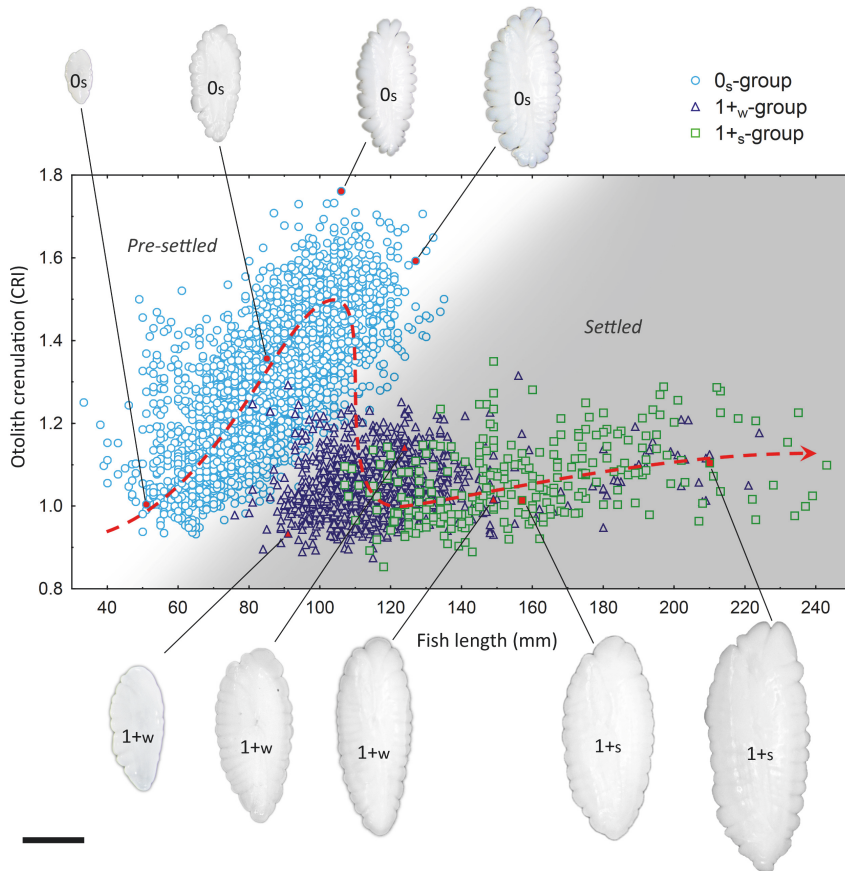 0s
0s
0s
0s
0s-group
1+w-group
1+s-group
1.8
1.6
1.4
1.2
1.0
0.8
Otolith crenulation (CRI)
Pre-settled
Settled
40 60 80 100 120 140 160 180 200 220 240
Fish length (mm)
1+w
1+w
1+w
1+s
1+s